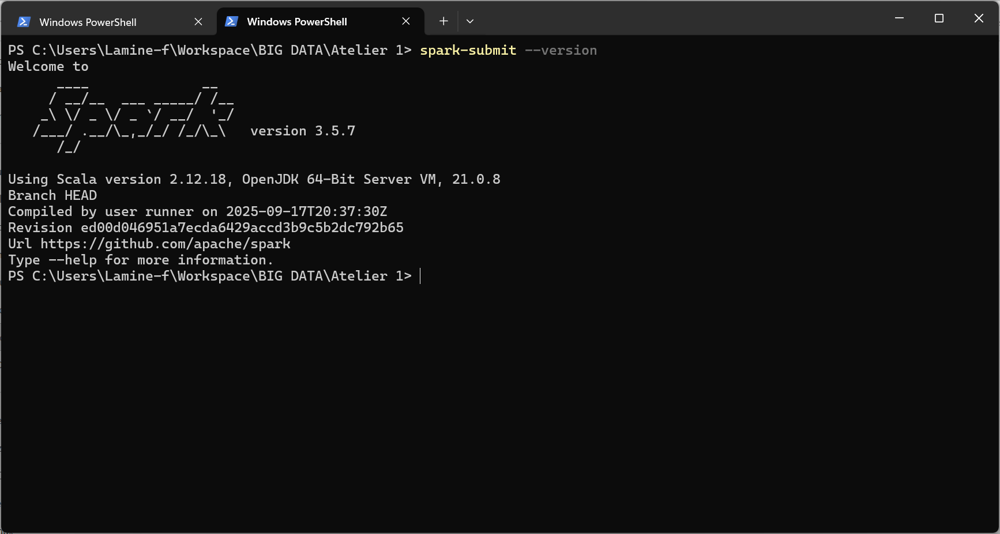 Windows PowerShell
Windows PowerShell
PS C:\Users\Lamine-f\Workspace\BIG DATA\Atelier 1> spark-submit --version
Welcome to
      ____              __
     / __/__  ___ _____/ /__
    _\ \/ _ \/ _ `/ __/  '_/
   /___/ .__/\_,_/_/ /_/\_\   version 3.5.7
      /_/
Using Scala version 2.12.18, OpenJDK 64-Bit Server VM, 21.0.8
Branch HEAD
Compiled by user runner on 2025-09-17T20:37:30Z
Revision ed00d046951a7ecda6429accd3b9c5b2dc792b65
Url https://github.com/apache/spark
Type --help for more information.
PS C:\Users\Lamine-f\Workspace\BIG DATA\Atelier 1>